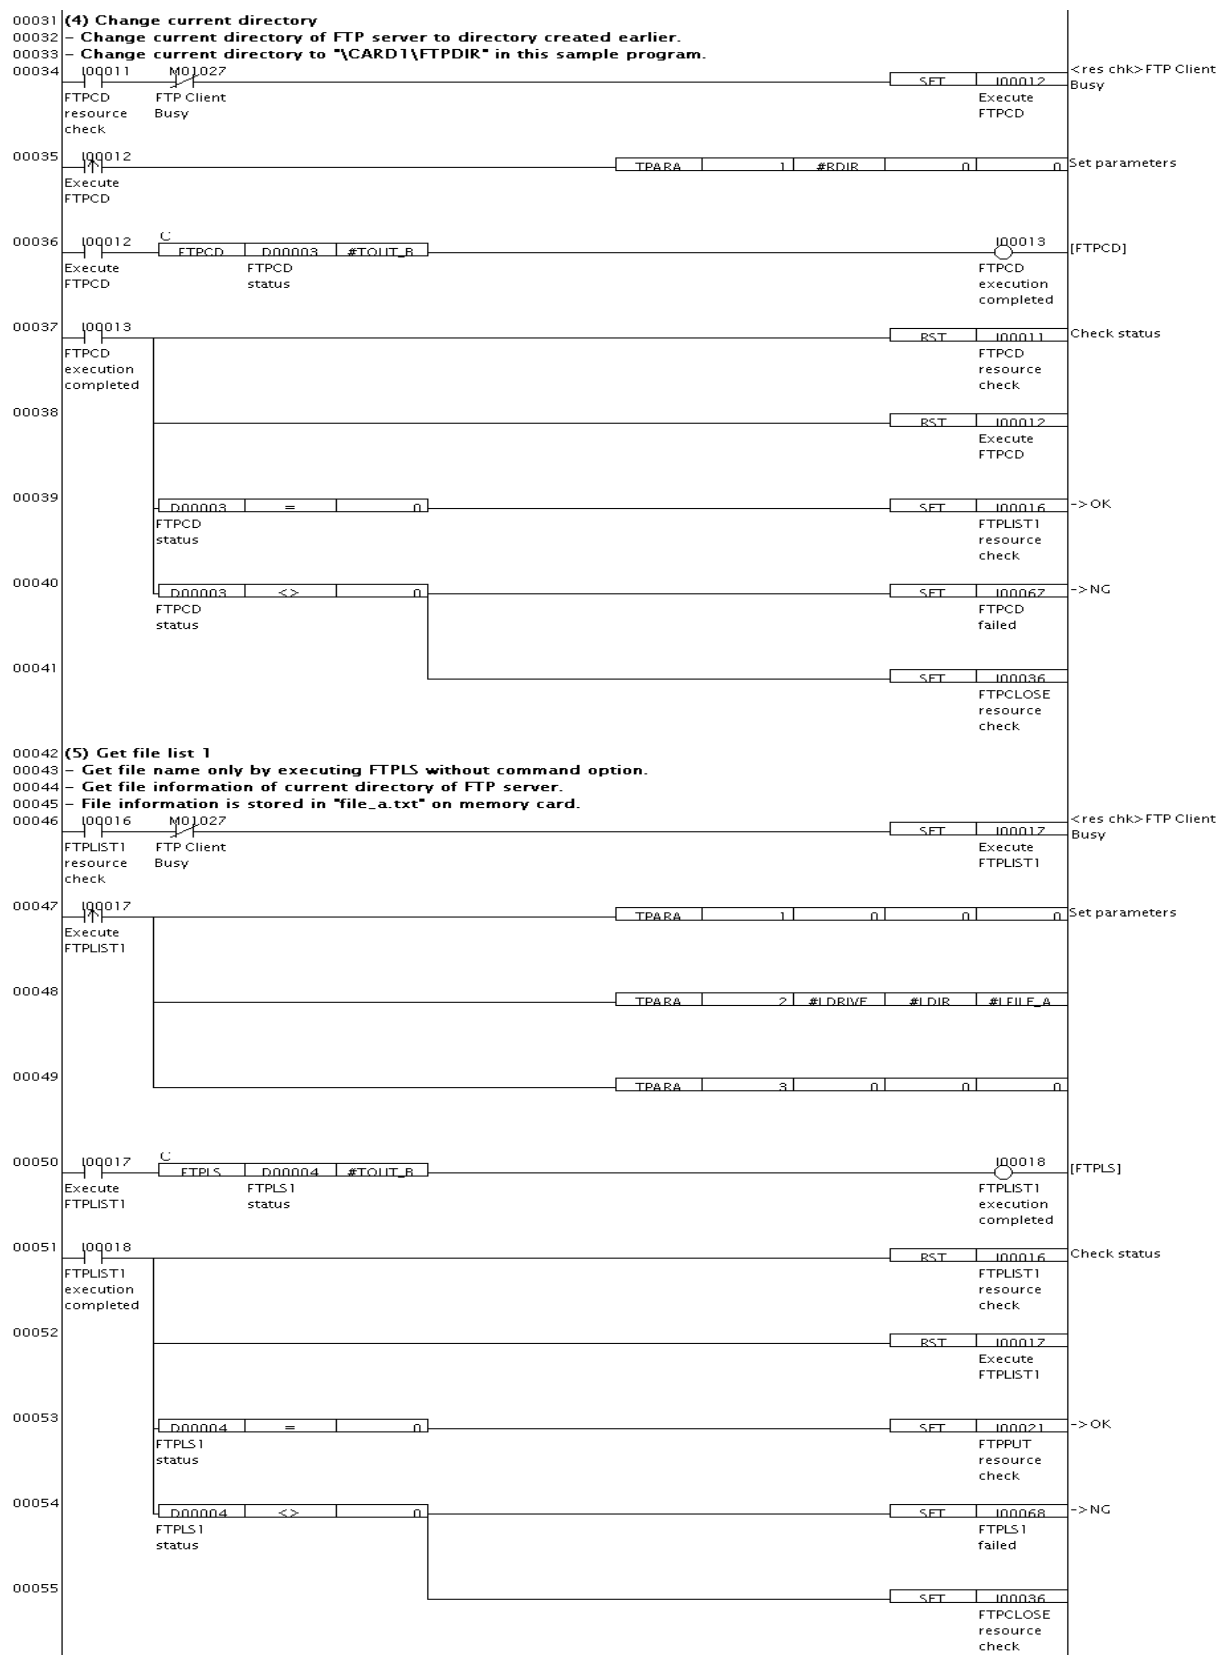 00031 (4) Change current directory
00032 - Change current directory of FTP server to directory created earlier.
00033 - Change current directory to "\CARD1\FTPDIR" in this sample program.
00034 I00011 M01027 SET I00012 <res chk>FTP Client
Busy
FTPCD FTP Client Execute
resource Busy FTPCD
check
00035 I00012 TPARA 1 #RDIR 0 0 Set parameters
Execute
FTPCD
00036 I00012 C FTPCD D00003 #TOUT_B I00013 [FTPCD]
Execute FTPCD FTPCD
FTPCD status execution
completed
00037 I00013 RST I00011 Check status
FTPCD FTPCD
execution resource
completed check
00038 RST I00012
Execute
FTPCD
00039 D00003 = 0 SET I00016 ->OK
FTPCD FTPLIST1
status resource
check
00040 D00003 <> 0 SET I00067 ->NG
FTPCD FTPCD
status failed
00041 SET I00036
FTPCLOSE
resource
check
00042 (5) Get file list 1
00043 - Get file name only by executing FTPLS without command option.
00044 - Get file information of current directory of FTP server.
00045 - File information is stored in "file_a.txt" on memory card.
00046 I00016 M01027 SET I00017 <res chk>FTP Client
Busy
FTPLIST1 FTP Client Execute
resource Busy FTPLIST1
check
00047 I00017 TPARA 1 0 0 0 Set parameters
Execute
FTPLIST1
00048 TPARA 2 #LDRIVE #LDIR #LFILE_A
00049 TPARA 3 0 0 0
00050 I00017 C FTPLS D00004 #TOUT_B I00018 [FTPLS]
Execute FTPLS1 FTPLIST1
FTPLIST1 status execution
completed
00051 I00018 RST I00016 Check status
FTPLIST1 FTPLIST1
execution resource
completed check
00052 RST I00017
Execute
FTPLIST1
00053 D00004 = 0 SET I00021 ->OK
FTPLS1 FTPPUT
status resource
check
00054 D00004 <> 0 SET I00068 ->NG
FTPLS1 FTPLS1
status failed
00055 SET I00036
FTPCLOSE
resource
check